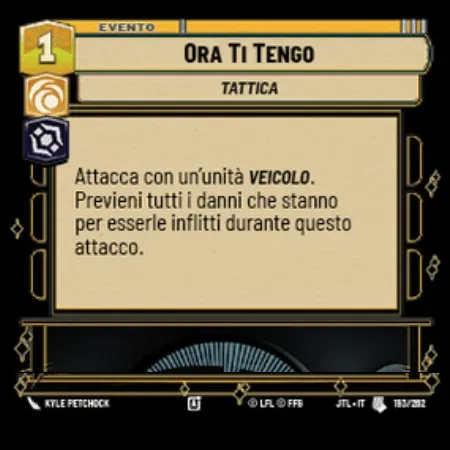 EVENTO
1
ORA TI TENGO
TATTICA
Attacca con un'unità VEICOLO.
Previeni tutti i danni che stanno
per esserle inflitti durante questo
attacco.
KYLE PETCHOCK
© LFL © FFG
JTL • IT
193/262